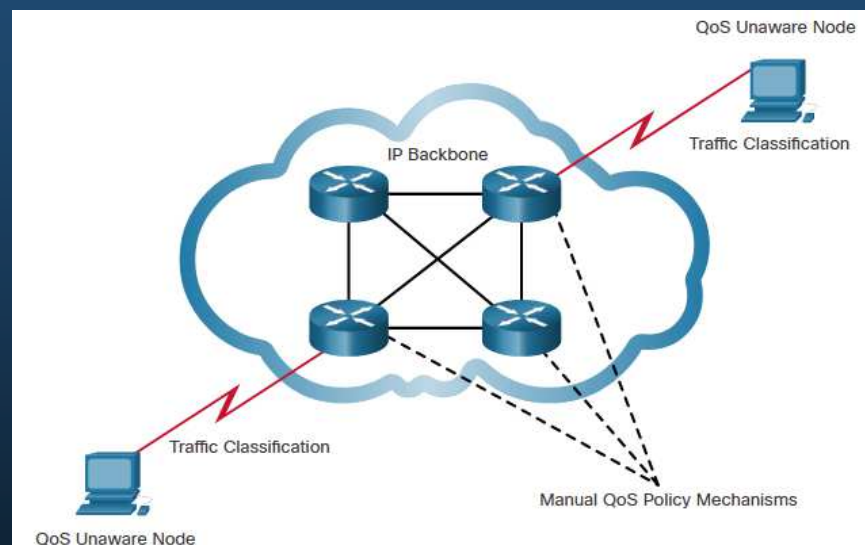 QoS Unaware Node
Traffic Classification
IP Backbone
Traffic Classification
Manual QoS Policy Mechanisms
QoS Unaware Node